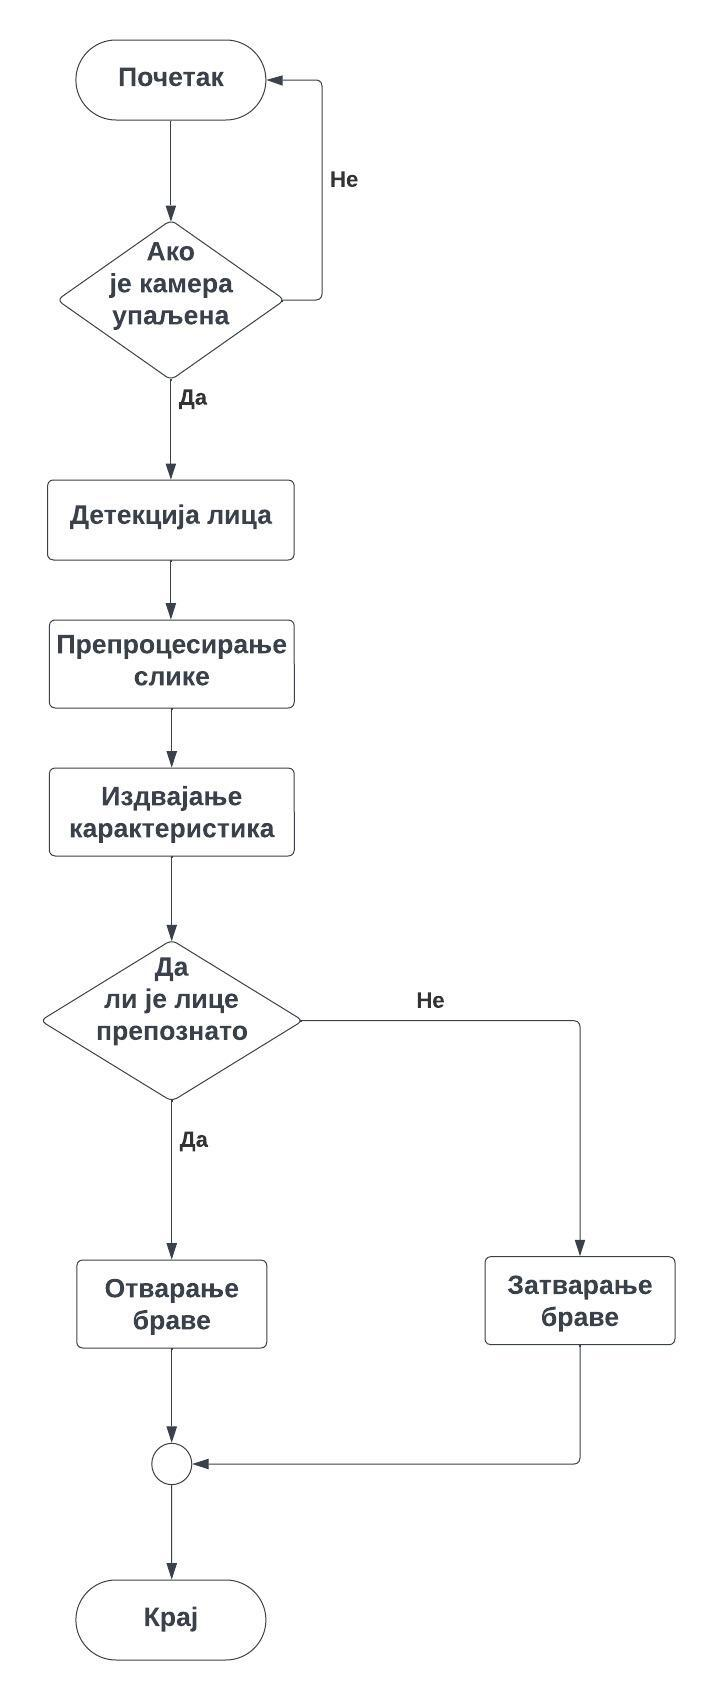 Почетак
Не
Ако
је камера
упаљена
Да
Детекција лица
Препроцесирање
слике
Издвајање
карактеристика
Да
ли је лице
препознато
Не
Да
Отварање
браве
Затварање
браве
Крај